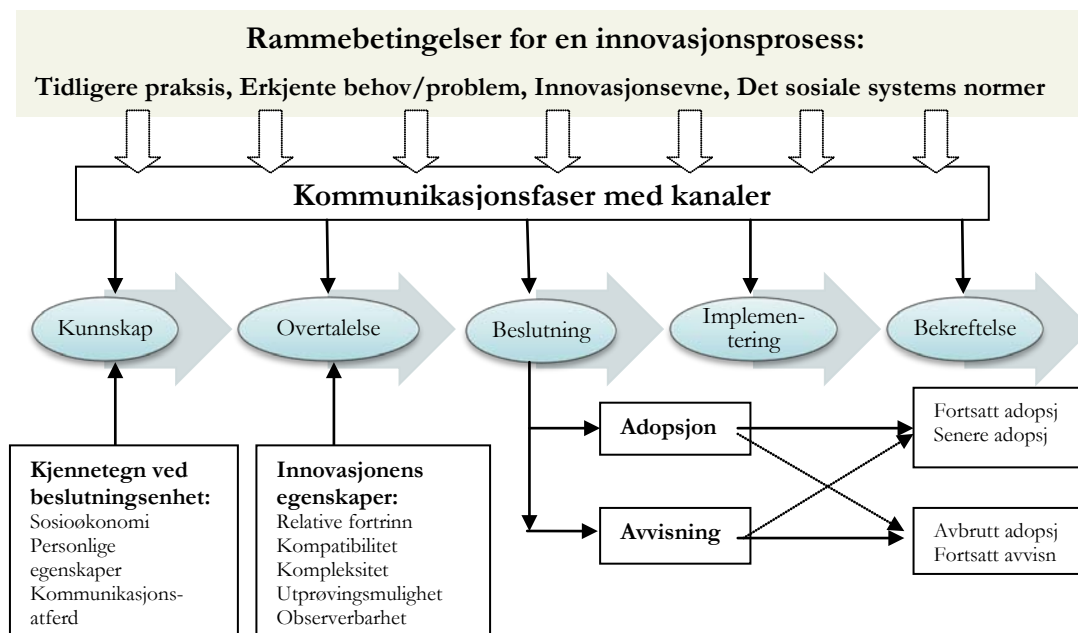 Rammebetingelser for en innovasjonsprosess:
Tidligere praksis, Erkjente behov/problem, Innovasjonsevne, Det sosiale systems normer
Kommunikasjonsfaser med kanaler
Kunnskap
Overtalelse
Beslutning
Implemen-
tering
Bekreftelse
Kjennetegn ved
beslutningsenhet:
Sosioøkonomi
Personlige
egenskaper
Kommunikasjons-
atferd
Innovasjonens
egenskaper:
Relative fortrinn
Kompatibilitet
Kompleksitet
Utprøvingsmulighet
Observerbarhet
Adopsjon
Avvisning
Fortsatt adopsj
Senere adopsj
Avbrutt adopsj
Fortsatt avvisn